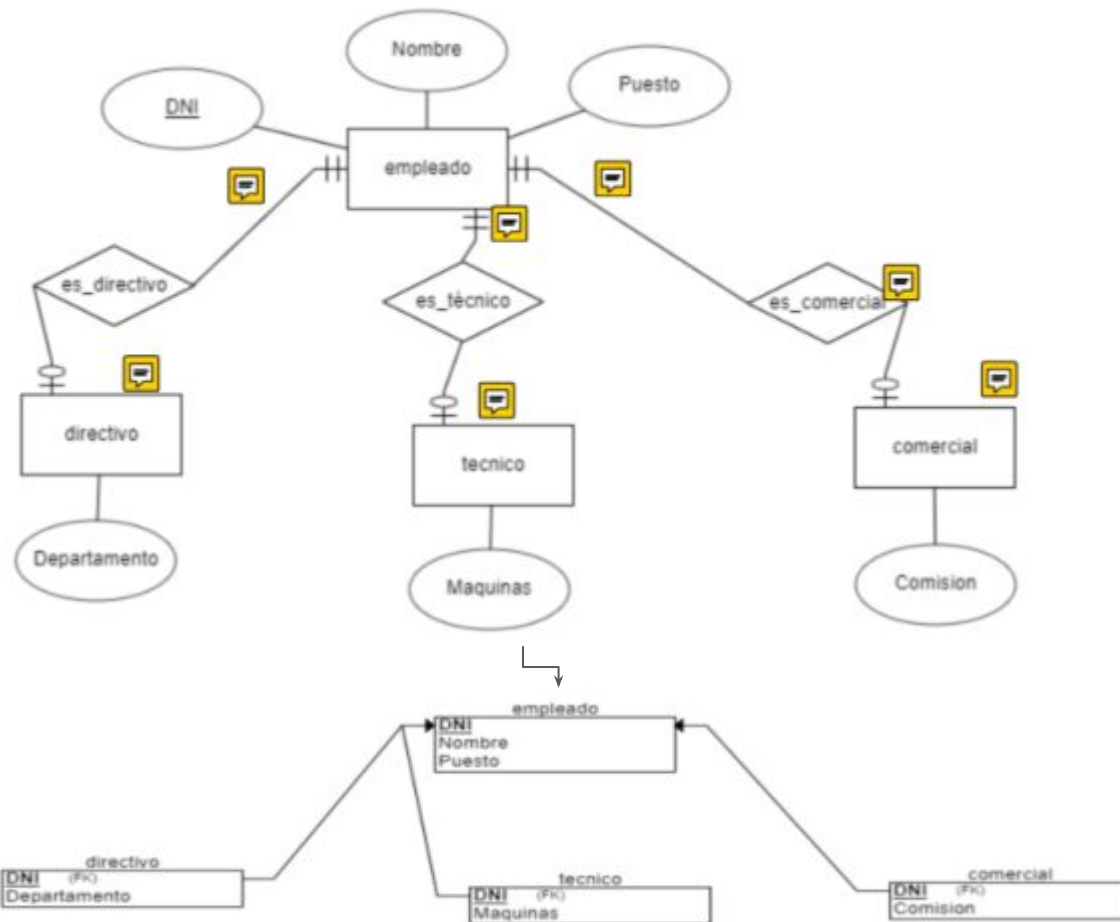 Nombre
DNI
Puesto
empleado
es_directivo
es_tècnico
es_comercial
directivo
tecnico
comercial
Departamento
Maquinas
Comision
empleado
DNI
Nombre
Puesto
directivo
DNI (FK)
Departamento
tecnico
DNI (FK)
Maquinas
comercial
DNI (FK)
Comision